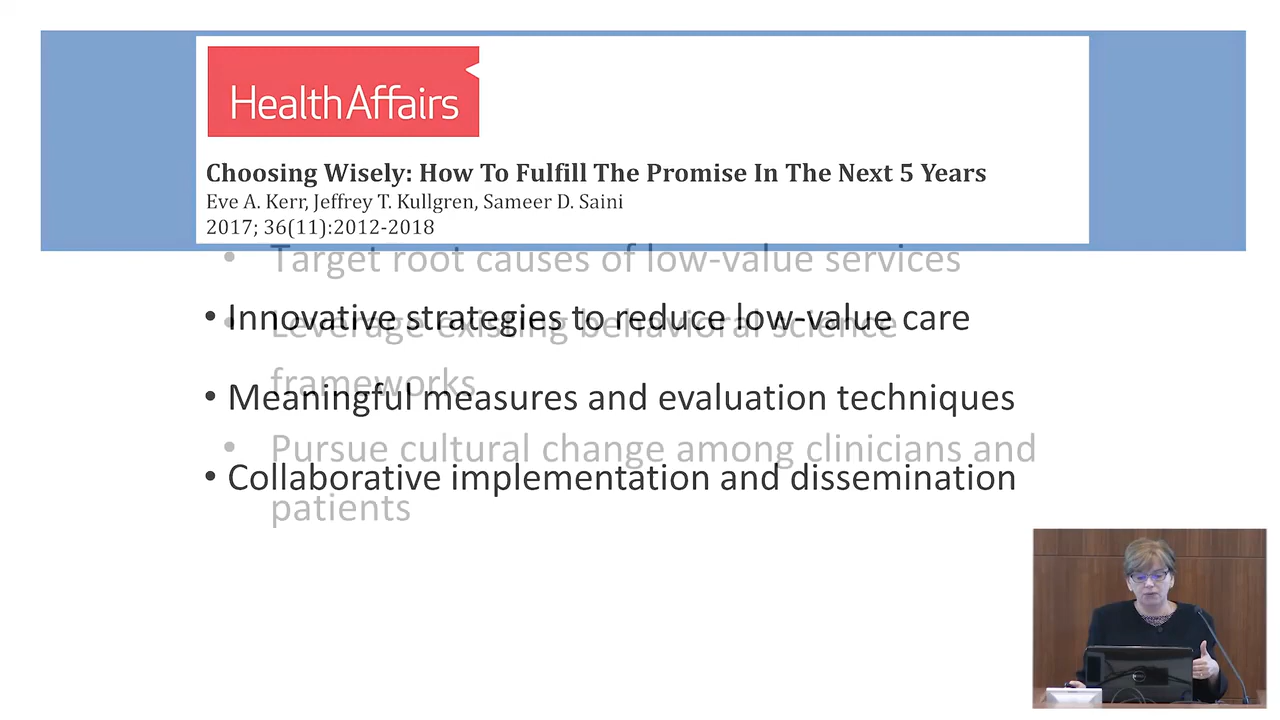 HealthAffairs
Choosing Wisely: How To Fulfill The Promise In The Next 5 Years
Eve A. Kerr, Jeffrey T. Kullgren, Sameer D. Saini
2017; 36(11):2012-2018
• Target root causes of low-value services
• Innovative strategies to reduce low-value care
• Leverage existing behavioral science
frameworks
• Meaningful measures and evaluation techniques
• Pursue cultural change among clinicians and
• Collaborative implementation and dissemination
patients